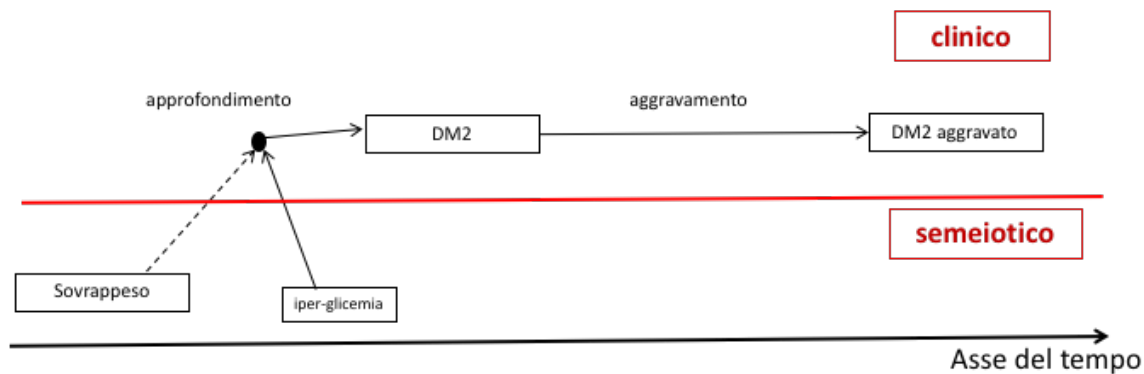 clinico
approfondimento
aggravamento
DM2
DM2 aggravato
semeiotico
Sovrappeso
iper-glicemia
Asse del tempo